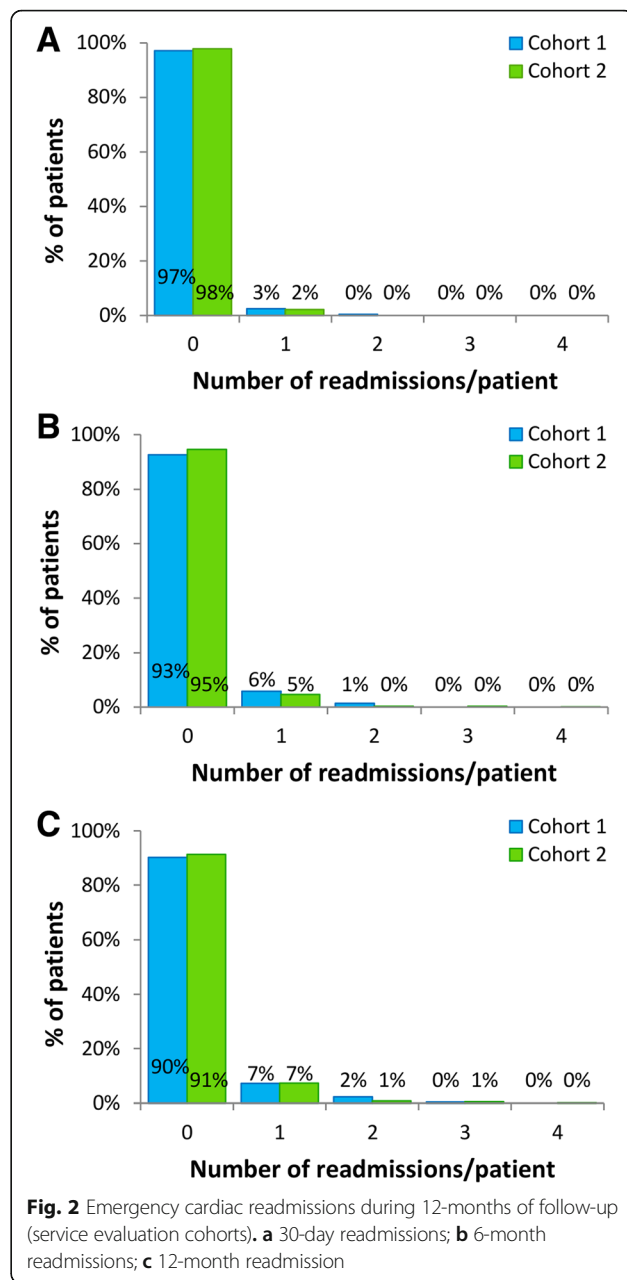 A
100%
80%
60%
40%
20%
0%
% of patients
Cohort 1
Cohort 2
97% 98% 3% 2% 0% 0% 0% 0% 0% 0%
0 1 2 3 4
Number of readmissions/patient
B
100%
80%
60%
40%
20%
0%
% of patients
Cohort 1
Cohort 2
93% 95% 6% 5% 1% 0% 0% 0% 0% 0%
0 1 2 3 4
Number of readmissions/patient
C
100%
80%
60%
40%
20%
0%
% of patients
Cohort 1
Cohort 2
90% 91% 7% 7% 2% 1% 0% 1% 0% 0%
0 1 2 3 4
Number of readmissions/patient
Fig. 2 Emergency cardiac readmissions during 12-months of follow-up
(service evaluation cohorts). a 30-day readmissions; b 6-month
readmissions; c 12-month readmission